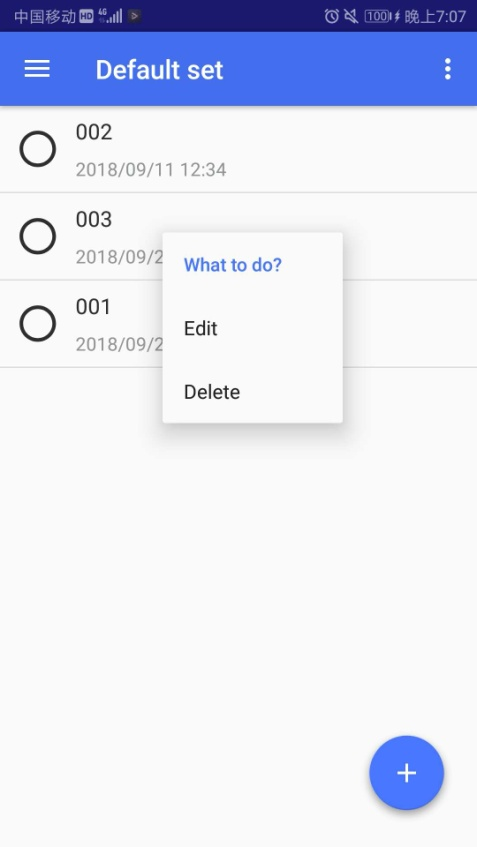 中国移动 HD 4G 100 晚上7:07
Default set
002
2018/09/11 12:34
003
2018/09/2
What to do?
001
Edit
2018/09/2
Delete
+